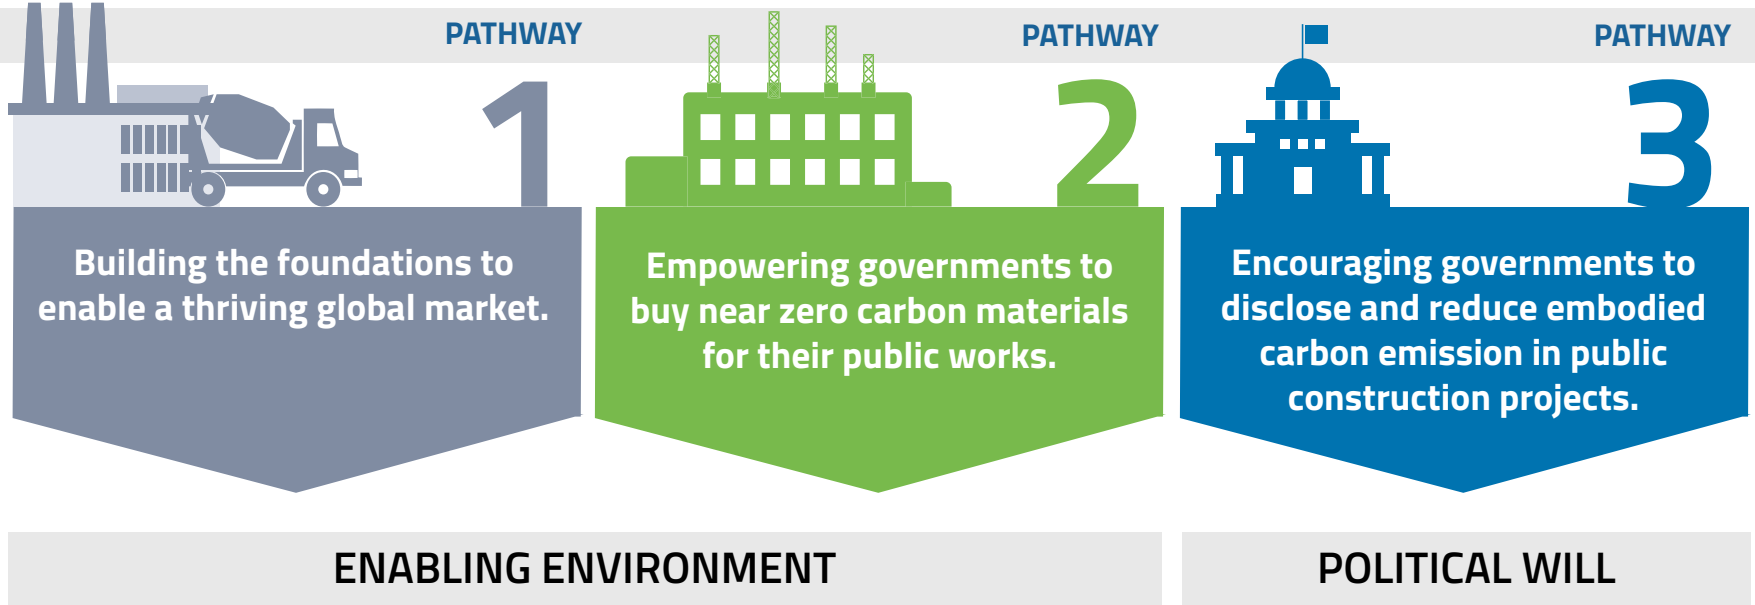 PATHWAY
1
Building the foundations to
enable a thriving global market.
PATHWAY
2
Empowering governments to
buy near zero carbon materials
for their public works.
PATHWAY
3
Encouraging governments to
disclose and reduce embodied
carbon emission in public
construction projects.
ENABLING ENVIRONMENT
POLITICAL WILL